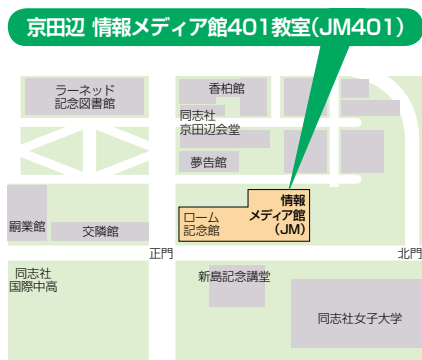 京田辺 情報メディア館401教室(JM401)
ラーネッド
記念図書館
香柏館
同志社
京田辺会堂
夢告館
情報
メディア館
(JM)
ローム
記念館
嗣業館
交隣館
正門
北門
同志社
国際中高
新島記念講堂
同志社女子大学